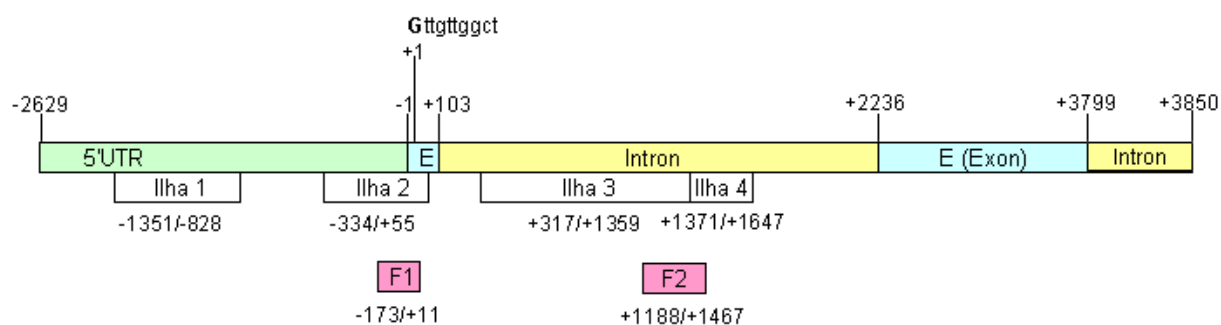 Gttgttggct
+1
-2629 -1 +103 +2236 +3799 +3850
5'UTR E Intron E (Exon) Intron
Ilha 1 Ilha 2 Ilha 3 Ilha 4
-1351/-828 -334/+55 +317/+1359 +1371/+1647
F1 F2
-173/+11 +1188/+1467